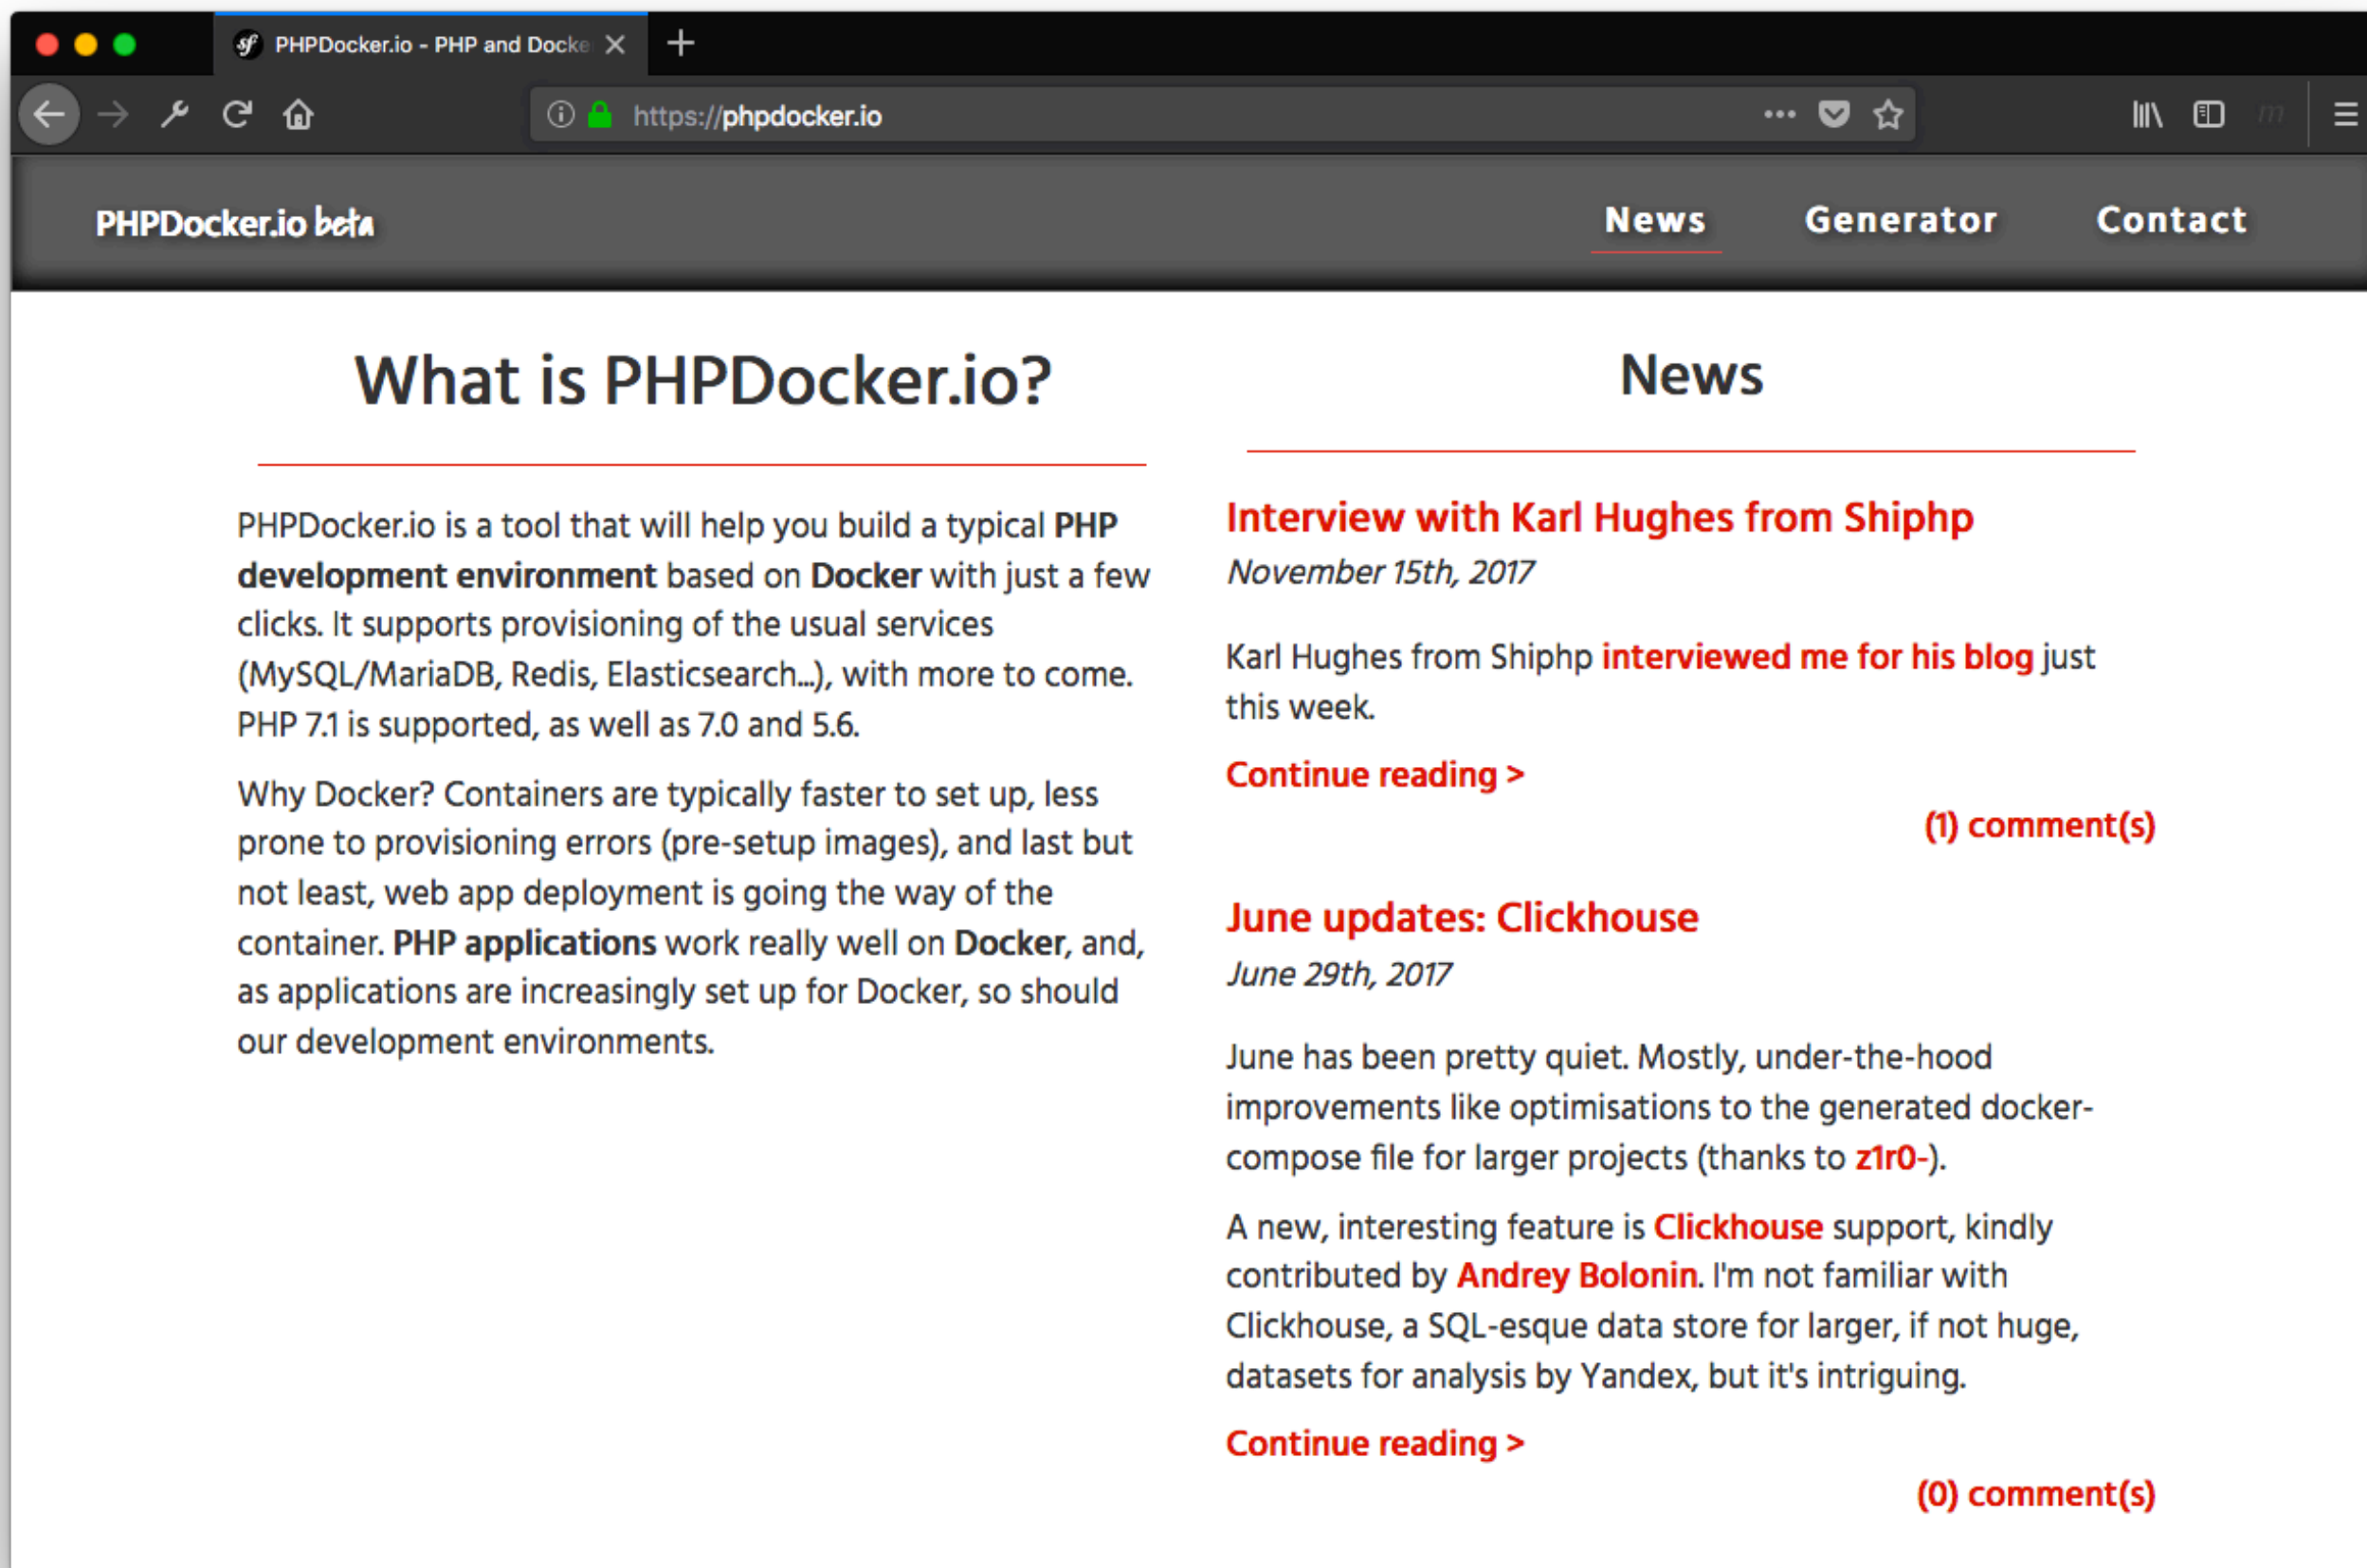 PHPDocker.io - PHP and Docke
https://phpdocker.io
PHPDocker.io beta
News
Generator
Contact
What is PHPDocker.io?
PHPDocker.io is a tool that will help you build a typical PHP
development environment based on Docker with just a few
clicks. It supports provisioning of the usual services
(MySQL/MariaDB, Redis, Elasticsearch...), with more to come.
PHP 7.1 is supported, as well as 7.0 and 5.6.
Why Docker? Containers are typically faster to set up, less
prone to provisioning errors (pre-setup images), and last but
not least, web app deployment is going the way of the
container. PHP applications work really well on Docker, and,
as applications are increasingly set up for Docker, so should
our development environments.
News
Interview with Karl Hughes from Shiphp
November 15th, 2017
Karl Hughes from Shiphp interviewed me for his blog just
this week.
Continue reading >
(1) comment(s)
June updates: Clickhouse
June 29th, 2017
June has been pretty quiet. Mostly, under-the-hood
improvements like optimisations to the generated docker-
compose file for larger projects (thanks to z1r0-).
A new, interesting feature is Clickhouse support, kindly
contributed by Andrey Bolonin. I'm not familiar with
Clickhouse, a SQL-esque data store for larger, if not huge,
datasets for analysis by Yandex, but it's intriguing.
Continue reading >
(0) comment(s)